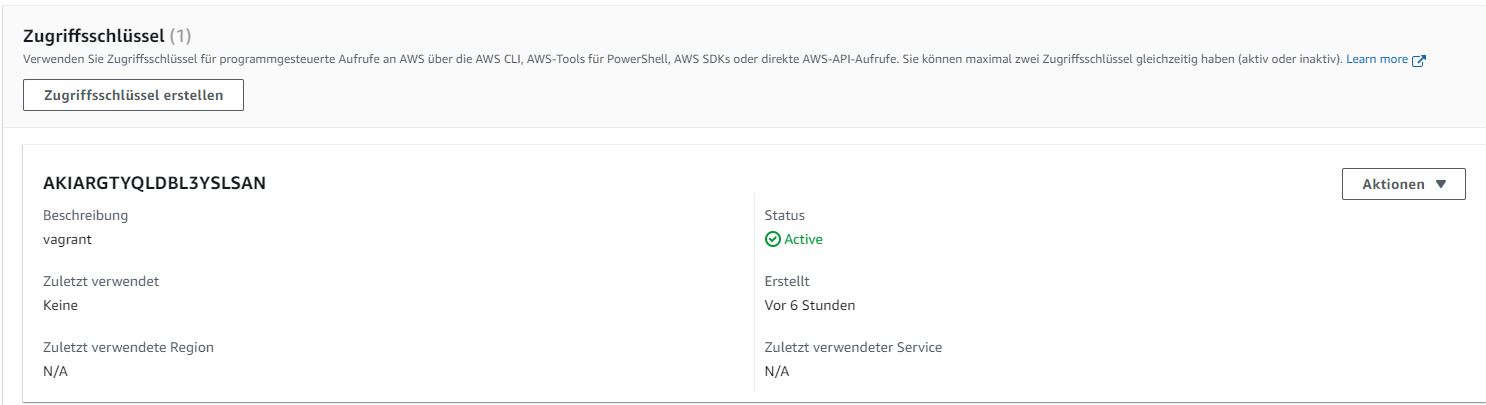 Zugriffsschlüssel (1)
Verwenden Sie Zugriffsschlüssel für programmgesteuerte Aufrufe an AWS über die AWS CLI, AWS-Tools für PowerShell, AWS SDKs oder direkte AWS-API-Aufrufe. Sie können maximal zwei Zugriffsschlüssel gleichzeitig haben (aktiv oder inaktiv). Learn more
Zugriffsschlüssel erstellen
AKIARGTYQLDBL3YSLSAN
Aktionen
Beschreibung
vagrant
Status
Active
Zuletzt verwendet
Keine
Erstellt
Vor 6 Stunden
Zuletzt verwendete Region
N/A
Zuletzt verwendeter Service
N/A